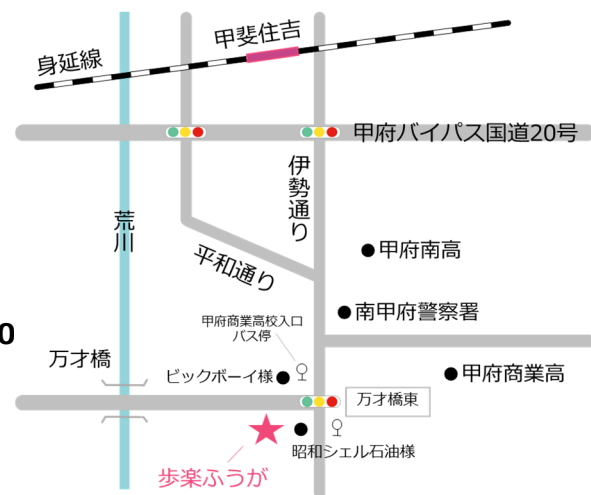 甲斐住吉
身延線
甲府バイパス国道20号
伊勢通り
荒川
甲府南高
平和通り
南甲府警察署
甲府商業高校入口
バス停
0
万才橋
ビックボーイ様
甲府商業高
万才橋東
昭和シェル石油様
歩楽ふうが